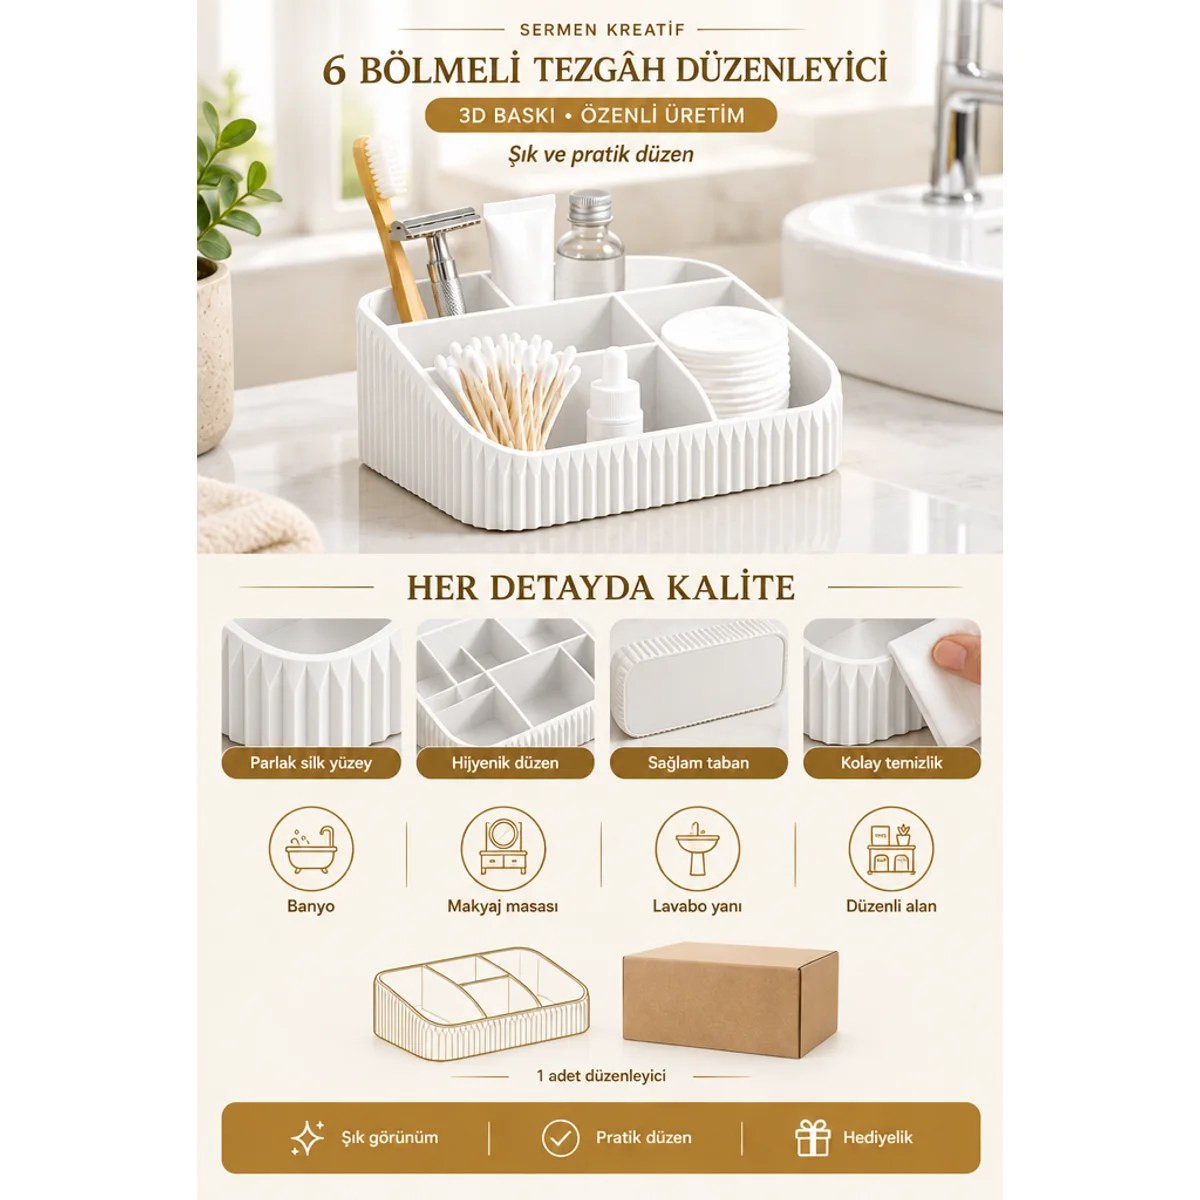 SERMEN KREATİF
6 BÖLMELİ TEZGÂH DÜZENLEYİCİ
3D BASKI • ÖZENLİ ÜRETİM
Şık ve pratik düzen
HER DETAYDA KALİTE
Parlak silk yüzey
Hijyenik düzen
Sağlam taban
Kolay temizlik
Banyo
Makyaj masası
Lavabo yanı
Düzenli alan
1 adet düzenleyici
Şık görünüm
Pratik düzen
Hediyelik